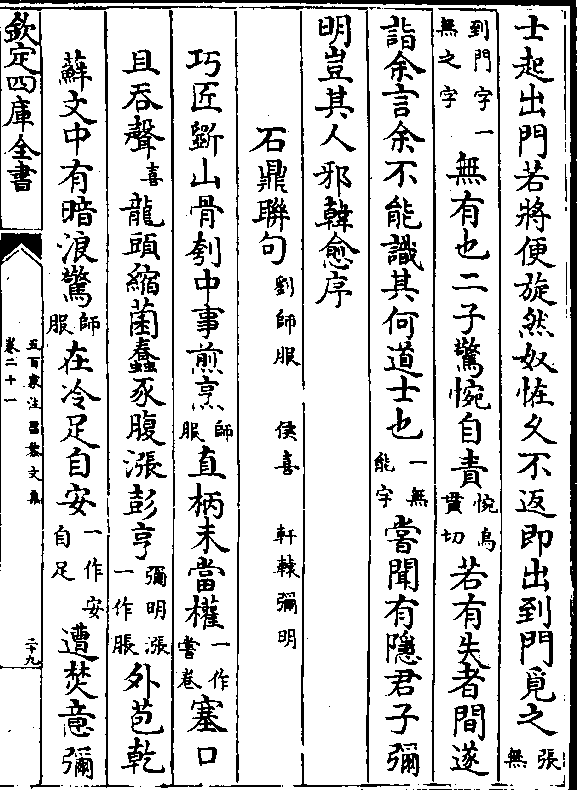 士起出門若將便旋然奴怪久不返即出到門覓之張無
到門字一無之字無有也二子驚惋自責惋烏貫切若有失者間遂
詣余言余不能識其何道士也一無能字嘗聞有隱君子彌
明豈其人邪韓愈序
石鼎聯句劉師服 侯喜 軒轅彌明
巧匠斲山骨刳中事煎烹師服直柄未當權一作嘗卷塞口
且吞聲喜龍頭縮菌蠢豕腹漲彭亨彌明漲一作脹外苞乾
蘚文中有暗浪驚師服在冷足自安一作安自足遭焚意彌
欽定四庫全書
卷二十一
五百家注昌黎文集
二十九